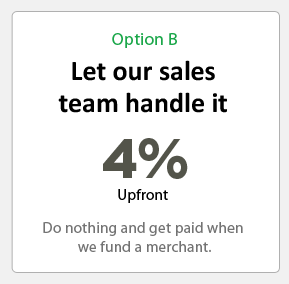 Option B
Let our sales
team handle it
4%
Upfront
Do nothing and get paid when
we fund a merchant.